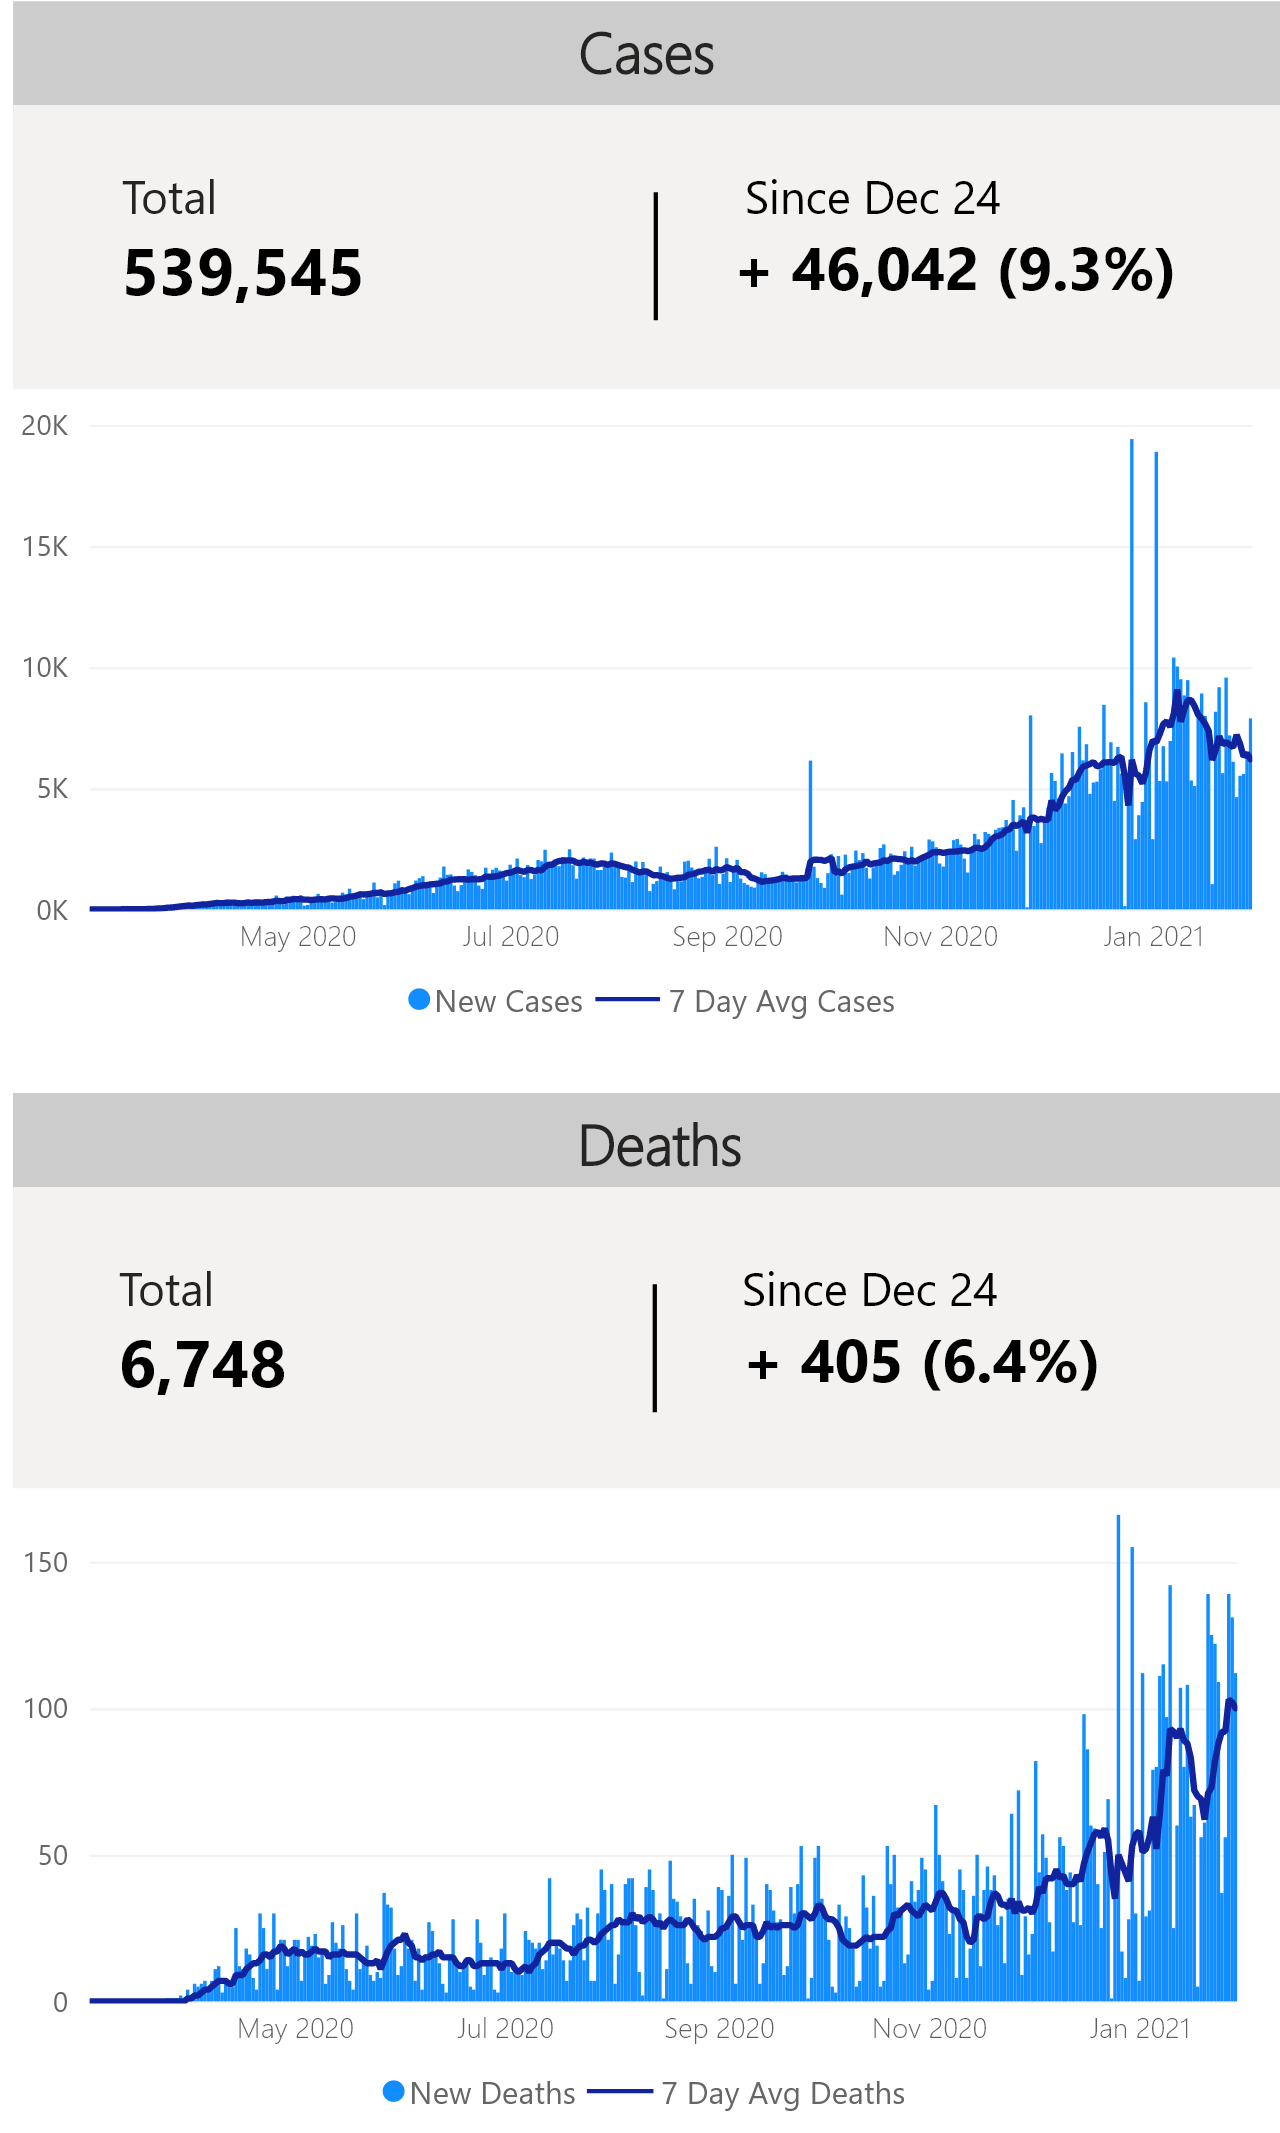 Cases
Total
Since Dec 24
539,545
+ 46,042 (9.3%)
20K
15K
10K
5K
0K
May 2020
Jul 2020
Sep 2020
Nov 2020
Jan 2021
New Cases
7 Day Avg Cases
Deaths
Total
Since Dec 24
6,748
+ 405 (6.4%)
150
100
50
0
May 2020
Jul 2020
Sep 2020
Nov 2020
Jan 2021
New Deaths
7 Day Avg Deaths